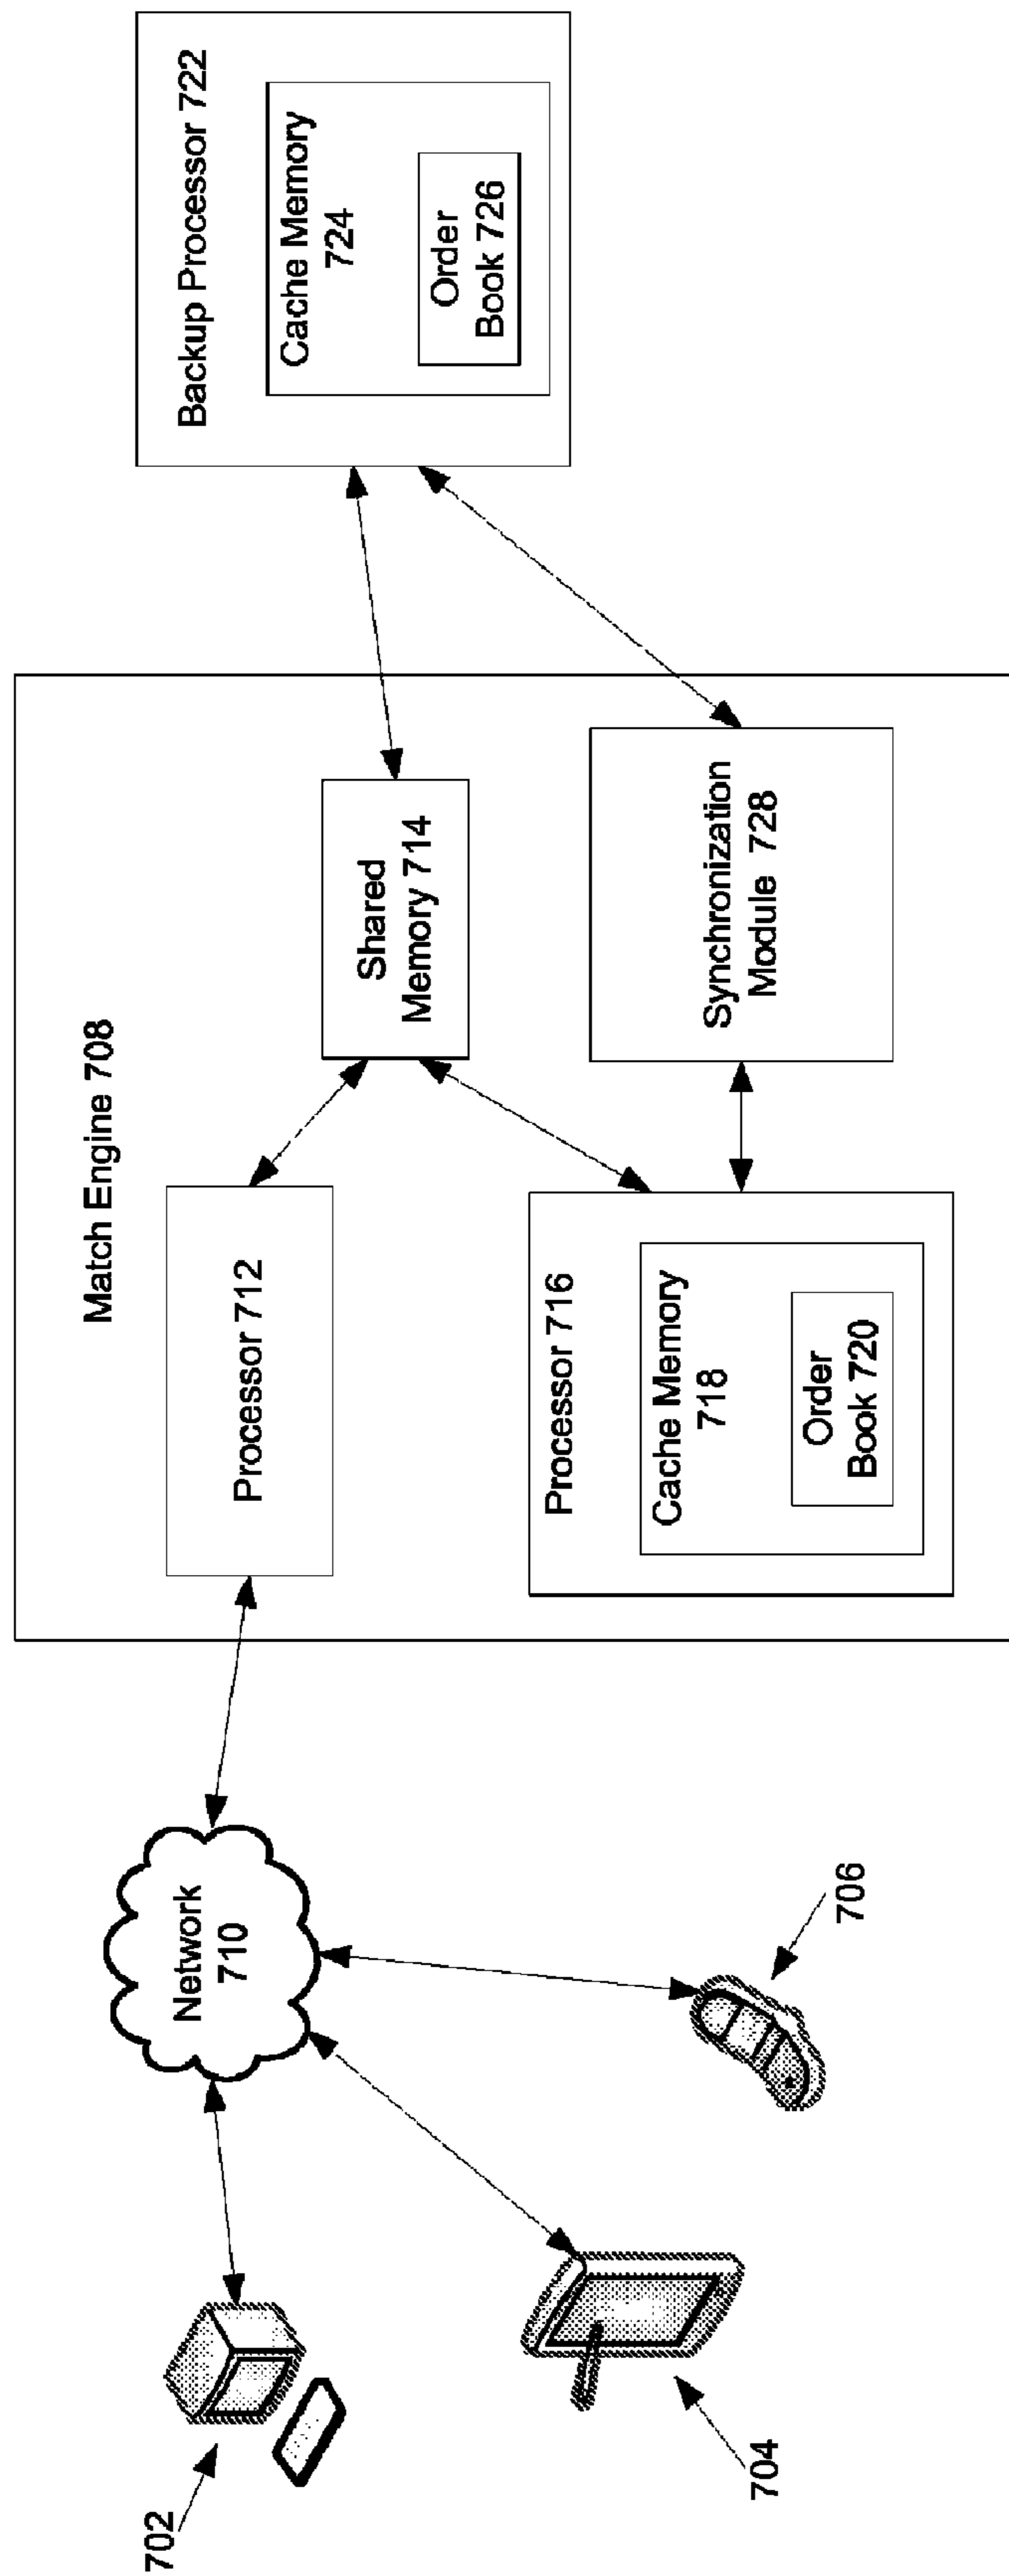 702
704
706
Network
710
Match Engine 708
Processor 712
Shared
Memory 714
Processor 716
Cache Memory
718
Order
Book 720
Synchronization
Module 728
Backup Processor 722
Cache Memory
724
Order
Book 726